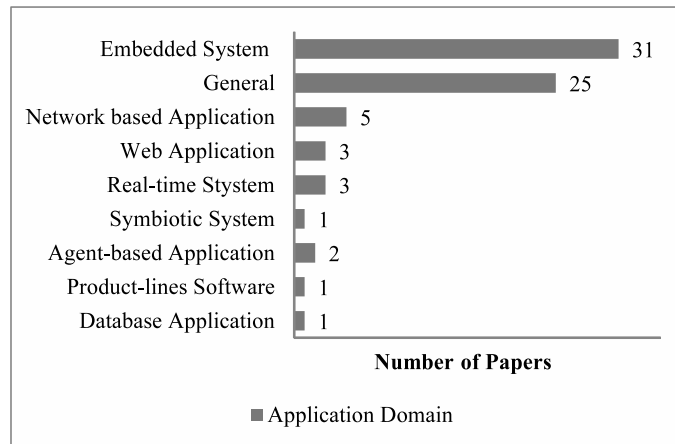 Embedded System 31
General 25
Network based Application 5
Web Application 3
Real-time Stystem 3
Symbiotic System 1
Agent-based Application 2
Product-lines Software 1
Database Application 1
Number of Papers
Application Domain